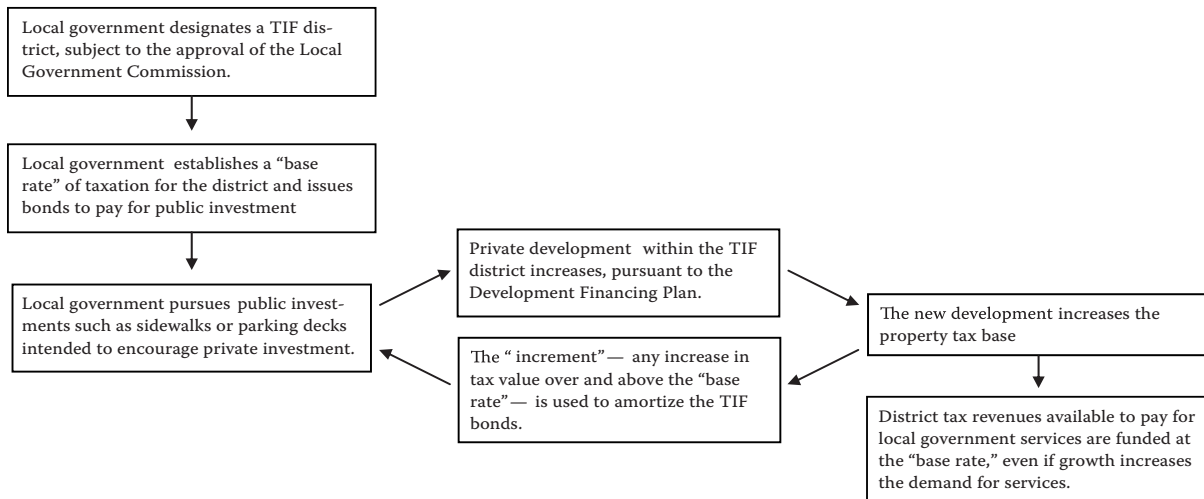 Local government designates a TIF dis-
trict, subject to the approval of the Local
Government Commission.
Local government establishes a “base
rate” of taxation for the district and issues
bonds to pay for public investment
Local government pursues public invest-
ments such as sidewalks or parking decks
intended to encourage private investment.
Private development within the TIF
district increases, pursuant to the
Development Financing Plan.
The new development increases the
property tax base
The “ increment”— any increase in
tax value over and above the “base
rate”— is used to amortize the TIF
bonds.
District tax revenues available to pay for
local government services are funded at
the “base rate,” even if growth increases
the demand for services.